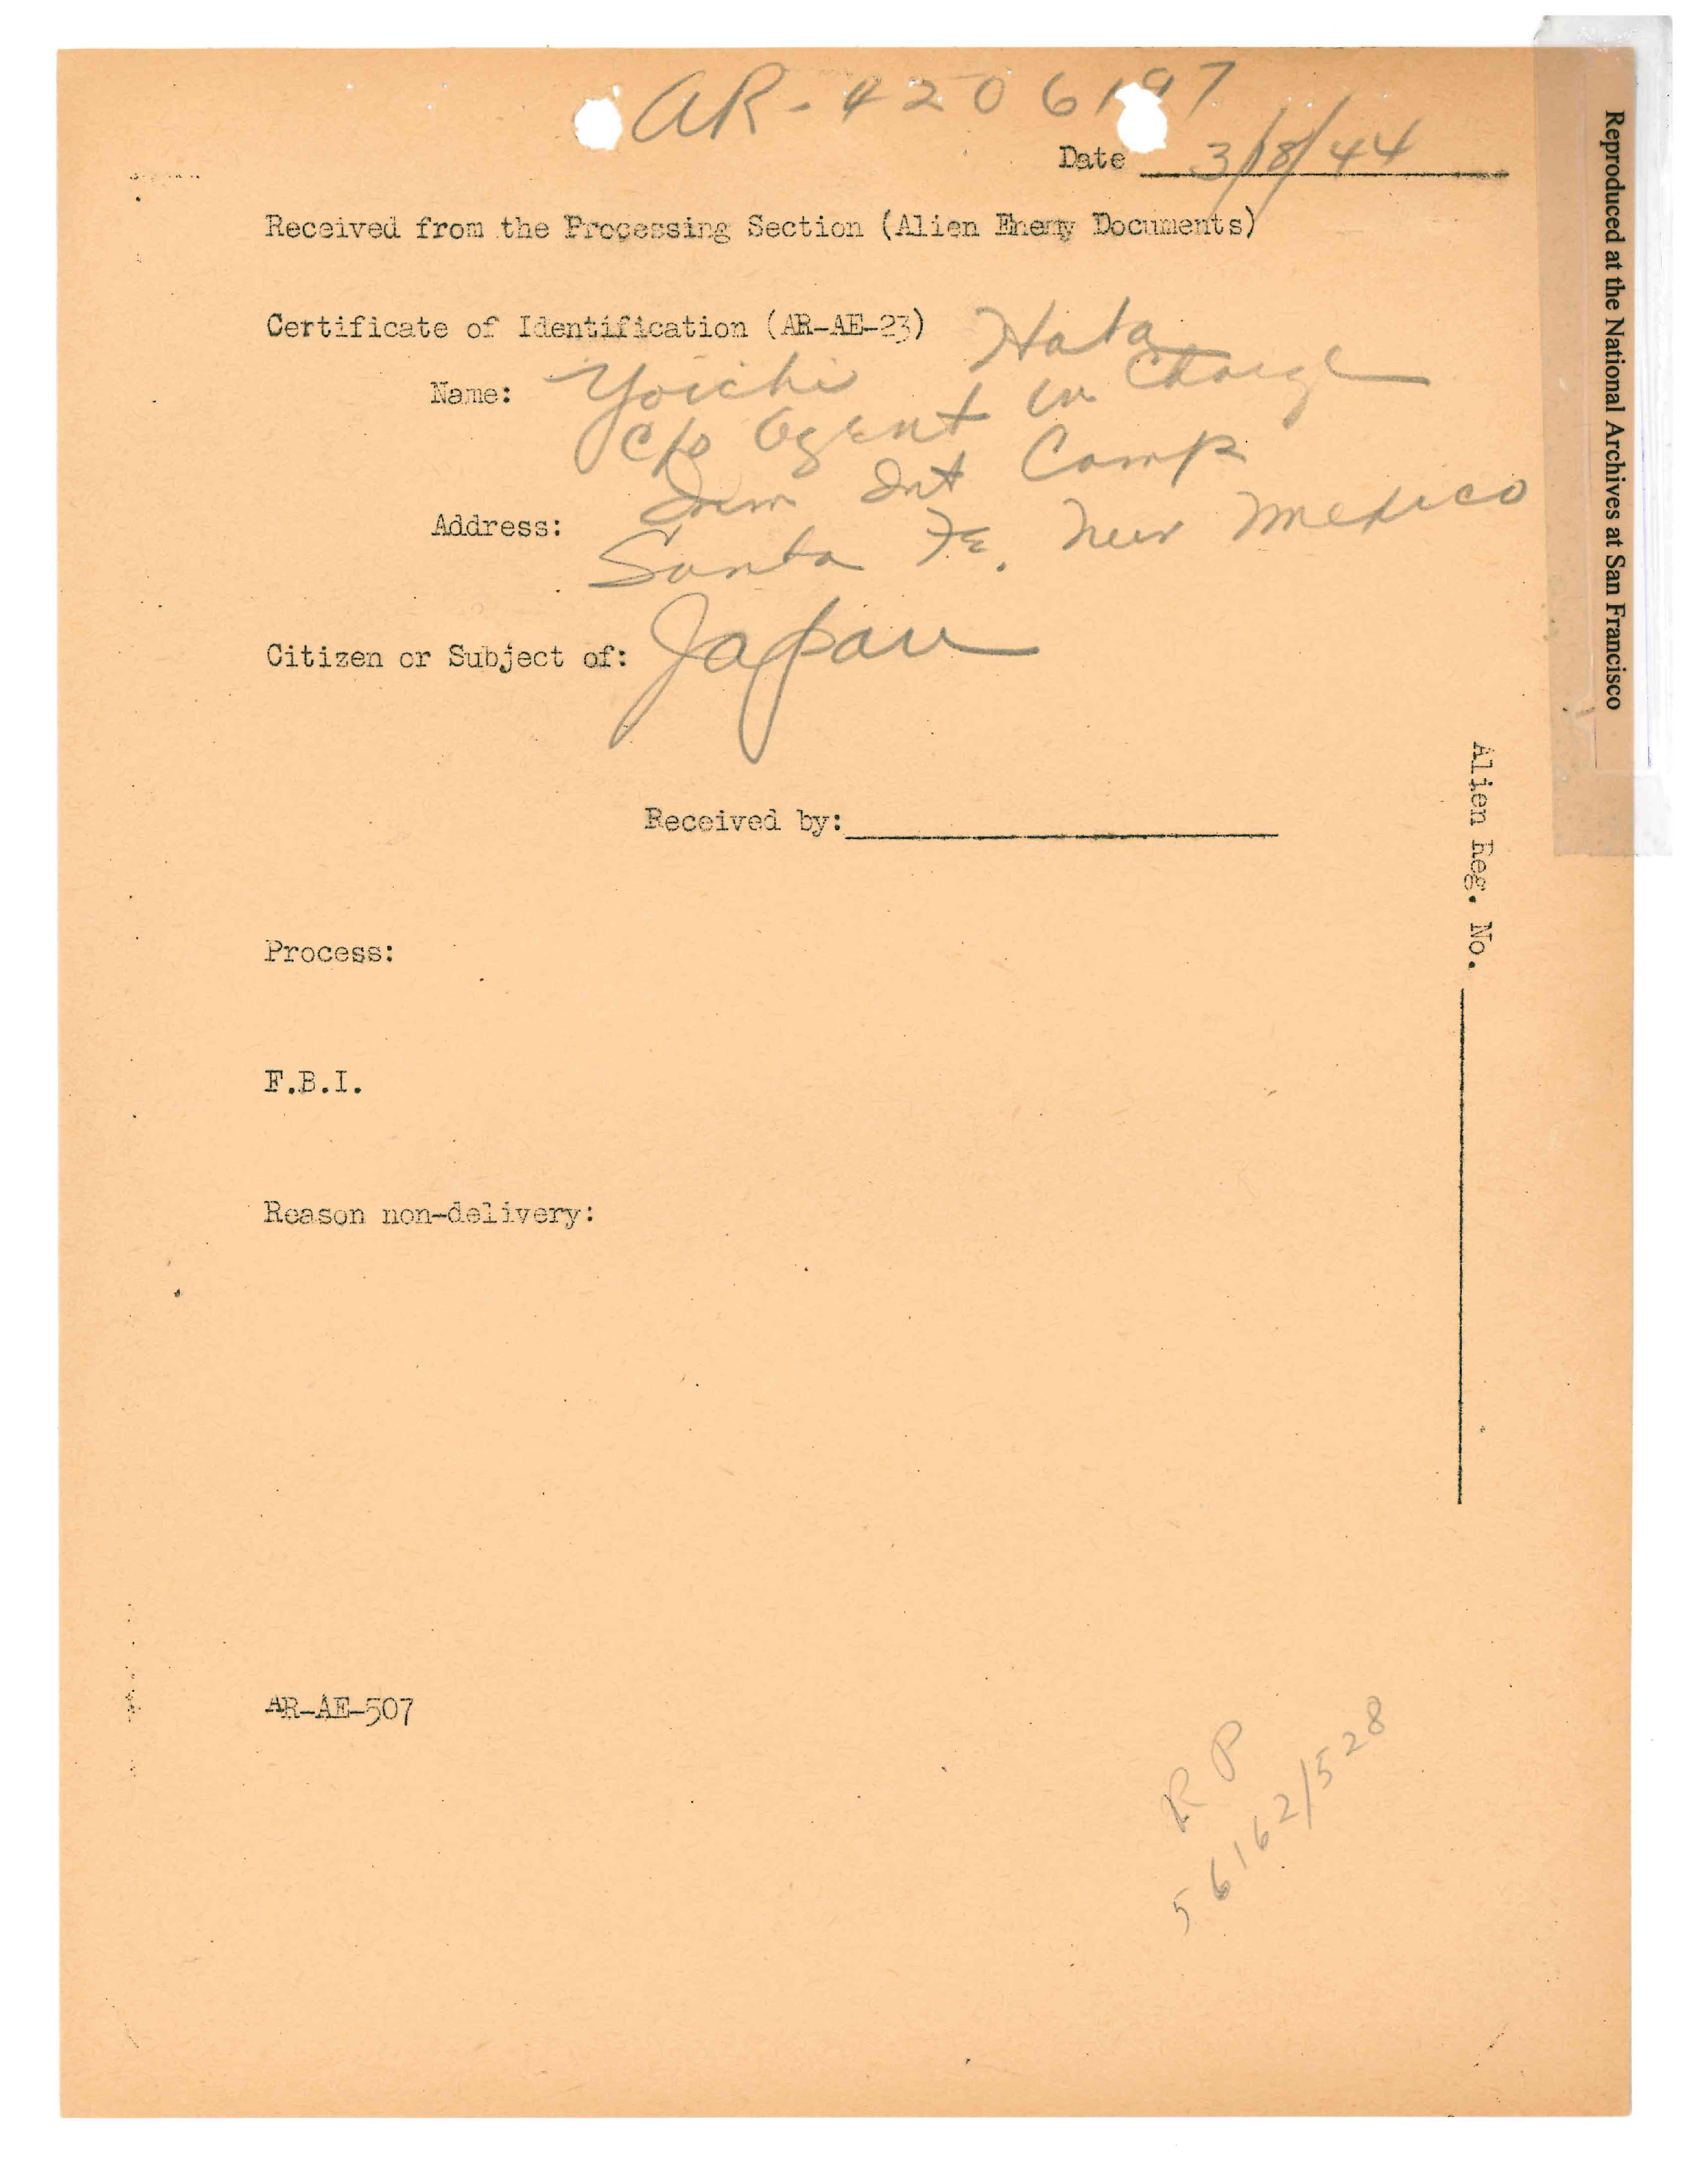 AR-4206197
Date 3/8/44
Received from the Processing Section (Alien Enemy Documents)
Certificate of Identification (AR-AE-23)
Name: Yoichi Hata
c/o Agent in Charge
Imm Int Camp
Address: Santa Fe, New Mexico
Citizen or Subject of: Japan
Received by:
Alien Reg. No.
Process:
F.B.I.
Reason non-delivery:
AR-AE-507
RP
56162/528
Reproduced at the National Archives at San Francisco